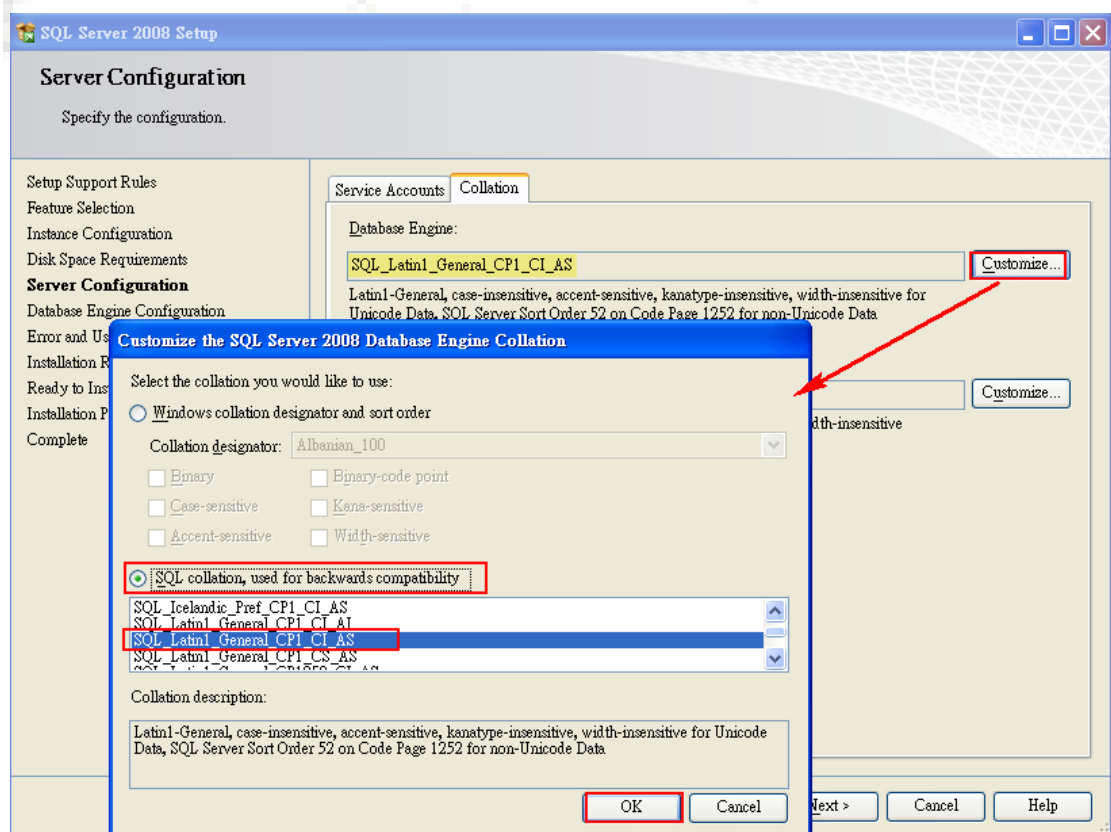 SQL Server 2008 Setup
Server Configuration
Specify the configuration.
Setup Support Rules
Feature Selection
Instance Configuration
Disk Space Requirements
Server Configuration
Database Engine Configuration
Error and Us
Installation R
Ready to Ins
Installation P
Complete
Service Accounts Collation
Database Engine:
SQL_Latin1_General_CP1_CI_AS Customize...
Latin1-General, case-insensitive, accent-sensitive, kanatype-insensitive, width-insensitive for
Unicode Data, SQL Server Sort Order 52 on Code Page 1252 for non-Unicode Data
Customize...
dth-insensitive
Customize the SQL Server 2008 Database Engine Collation
Select the collation you would like to use:
Windows collation designator and sort order
Collation designator: Albanian_100
Binary Binary-code point
Case-sensitive Kana-sensitive
Accent-sensitive Width-sensitive
SQL collation, used for backwards compatibility
SQL_Icelandic_Pref_CP1_CI_AS
SQL_Latin1_General_CP1_CI_AI
SQL_Latin1_General_CP1_CI_AS
SQL_Latin1_General_CP1_CS_AS
Collation description:
Latin1-General, case-insensitive, accent-sensitive, kanatype-insensitive, width-insensitive for Unicode
Data, SQL Server Sort Order 52 on Code Page 1252 for non-Unicode Data
OK Cancel
Next > Cancel Help